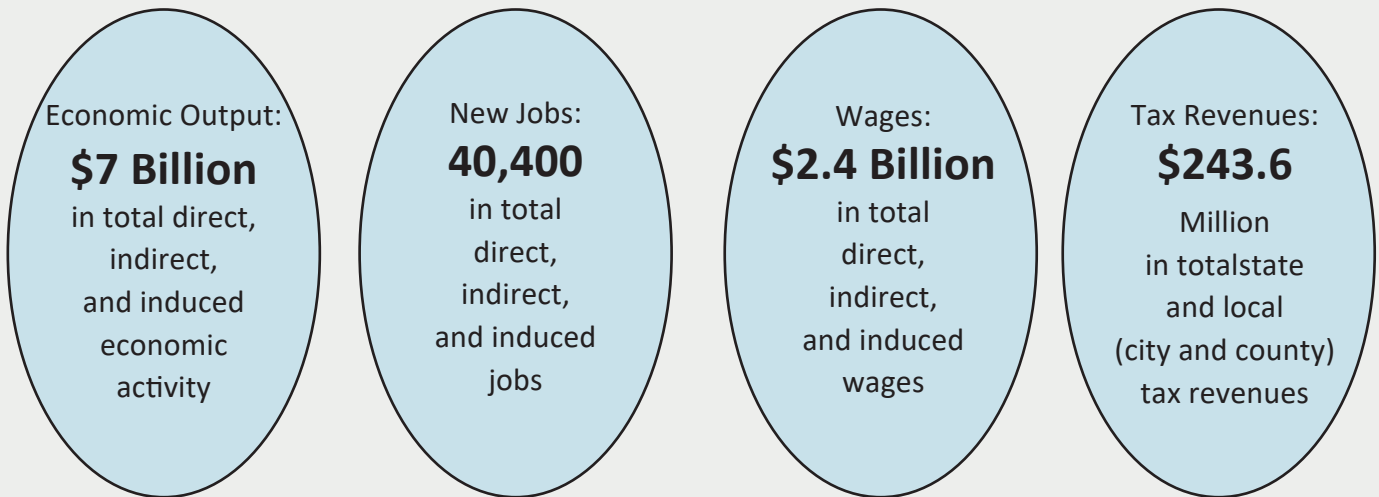 Economic Output:
$7 Billion
in total direct,
indirect,
and induced
economic
activity
New Jobs:
40,400
in total
direct,
indirect,
and induced
jobs
Wages:
$2.4 Billion
in total
direct,
indirect,
and induced
wages
Tax Revenues:
$243.6
Million
in totalstate
and local
(city and county)
tax revenues